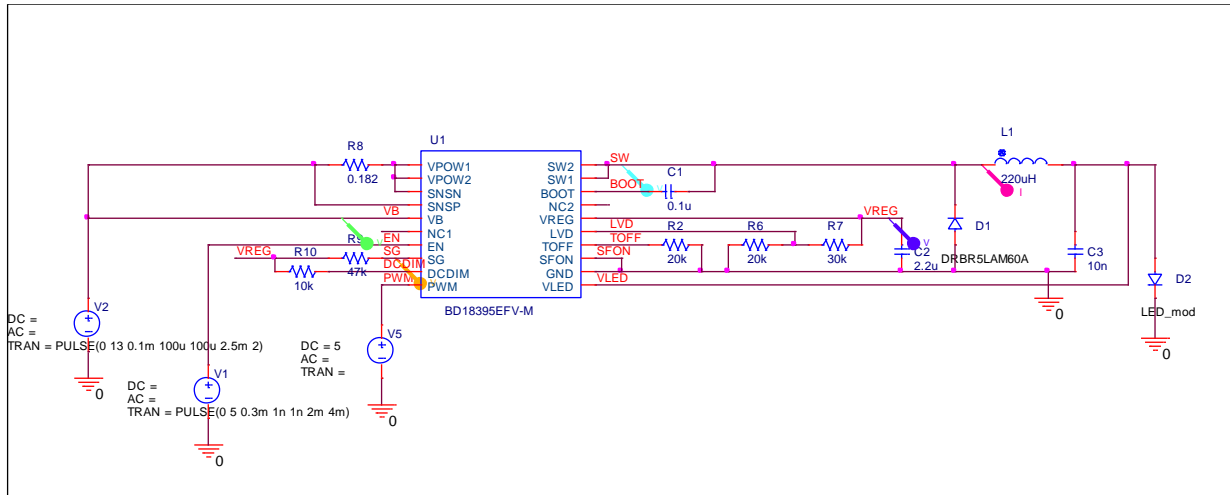 L1
220uH
U1
R8
0.182
VPOW1
VPOW2
SNSN
SNSP
VB
NC1
EN
SG
DCDIM
PWM
SW2
SW1
BOOT
NC2
VREG
LVD
TOFF
SFON
GND
VLED
BD18395EFV-M
SW
BOOT
C1
0.1u
VB
EN
SG
DCDIM
PWM
VREG
R9
47k
R10
10k
LVD
TOFF
SFON
VLED
R2
20k
R6
20k
R7
30k
VREG
C2
2.2u
D1
DRBR5LAM60A
C3
10n
D2
LED_mod
0
0
V2
DC =
AC =
TRAN = PULSE(0 13 0.1m 100u 100u 2.5m 2)
0
V1
DC =
AC =
TRAN = PULSE(0 5 0.3m 1n 1n 2m 4m)
0
V5
DC = 5
AC =
TRAN =
0
I
V